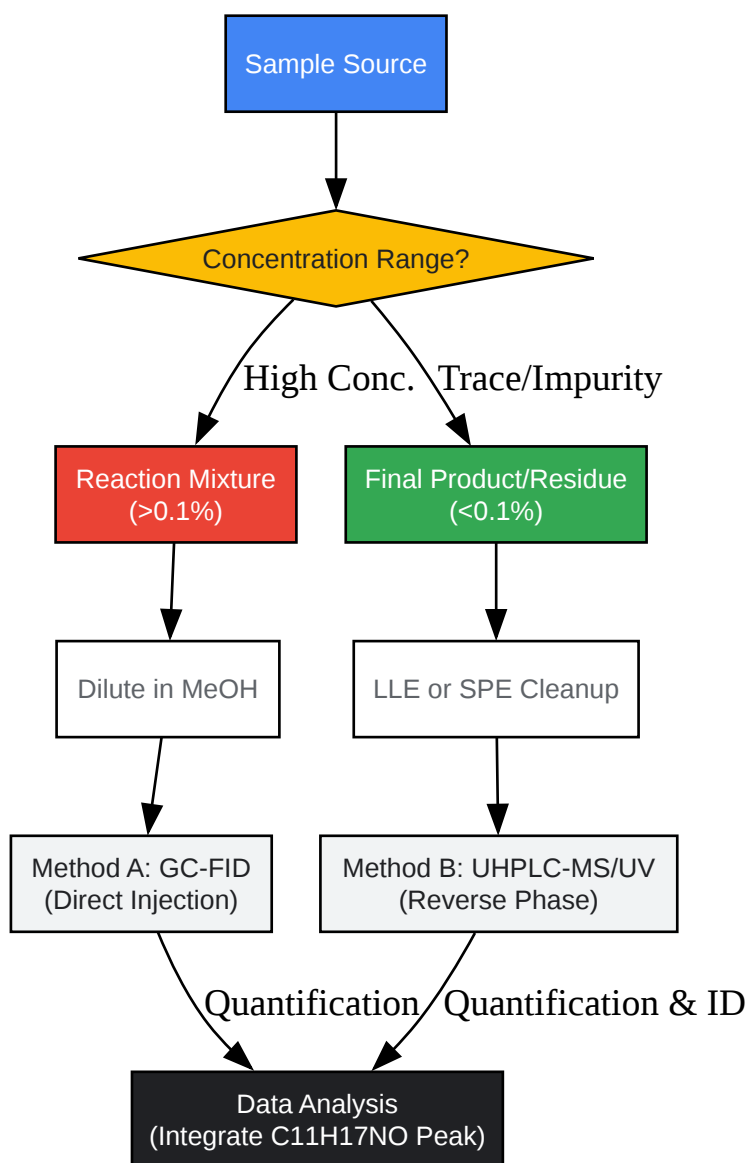 Sample Source
Concentration Range?
High Conc.
Trace/Impurity
Reaction Mixture
(>0.1%)
Final Product/Residue
(<0.1%)
Dilute in MeOH
LLE or SPE Cleanup
Method A: GC-FID
(Direct Injection)
Method B: UHPLC-MS/UV
(Reverse Phase)
Quantification
Quantification & ID
Data Analysis
(Integrate C11H17NO Peak)